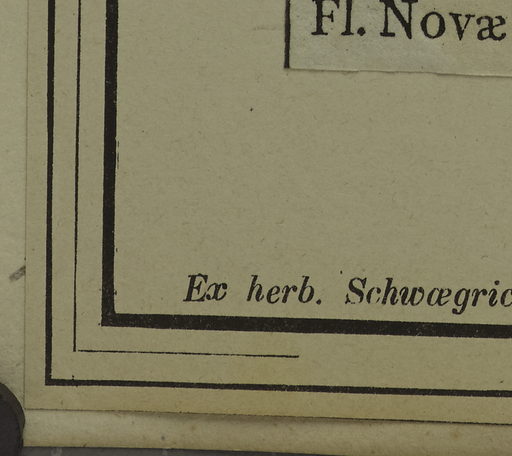 Fl. Novæ
Ex herb. Schwægric